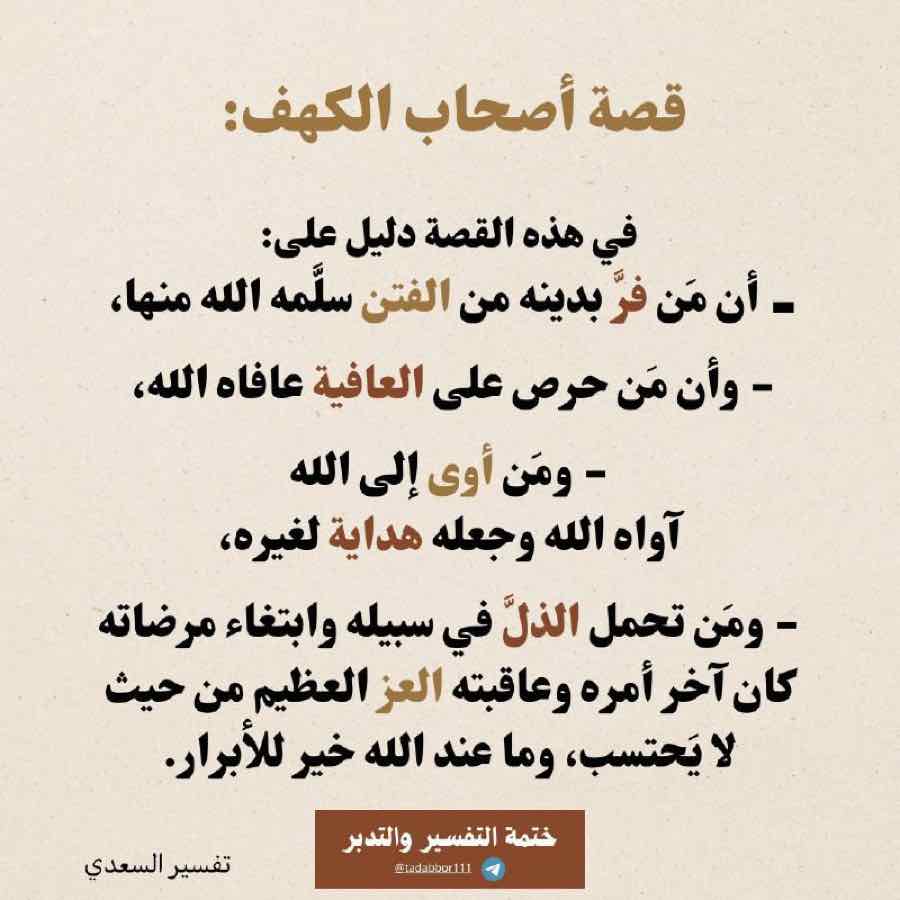 قصة أصحاب الكهف:
في هذه القصة دليل على:
- أن مَن فرَّ بدينه من الفتن سلَّمه الله منها،
- وأن مَن حرص على العافية عافاه الله،
- ومَن أوى إلى الله
آواه الله وجعله هداية لغيره،
- ومَن تحمل الذلَّ في سبيله وابتغاء مرضاته
كان آخر أمره وعاقبته العز العظيم من حيث
لا يَحتسب، وما عند الله خير للأبرار.
ختمة التفسير والتدبر
@tadabbor111
تفسير السعدي